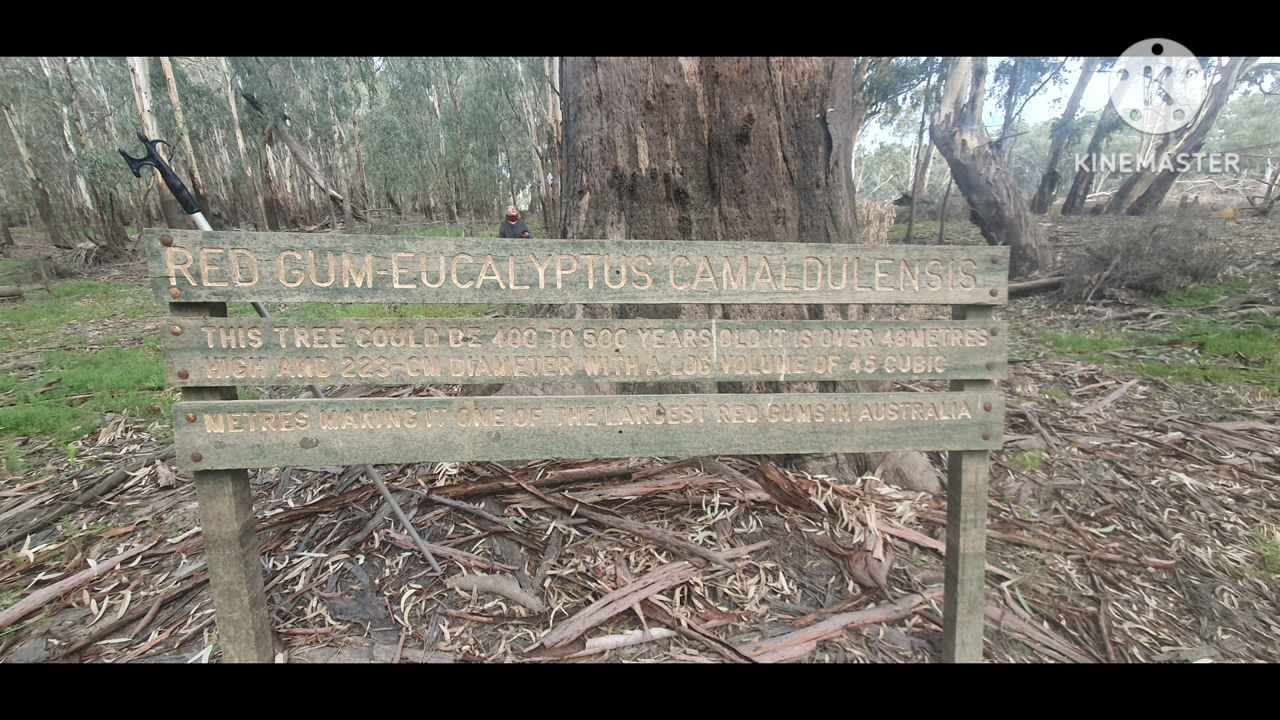 K
KINEMASTER
RED GUM-EUCALYPTUS CAMALDULENSIS
THIS TREE COULD BE 400 TO 500 YEARS OLD IT IS OVER 48 METRES
HIGH AND 223-CM DIAMETER WITH A LOG VOLUME OF 45 CUBIC
METRES MAKING IT ONE OF THE LARGEST RED GUMS IN AUSTRALIA